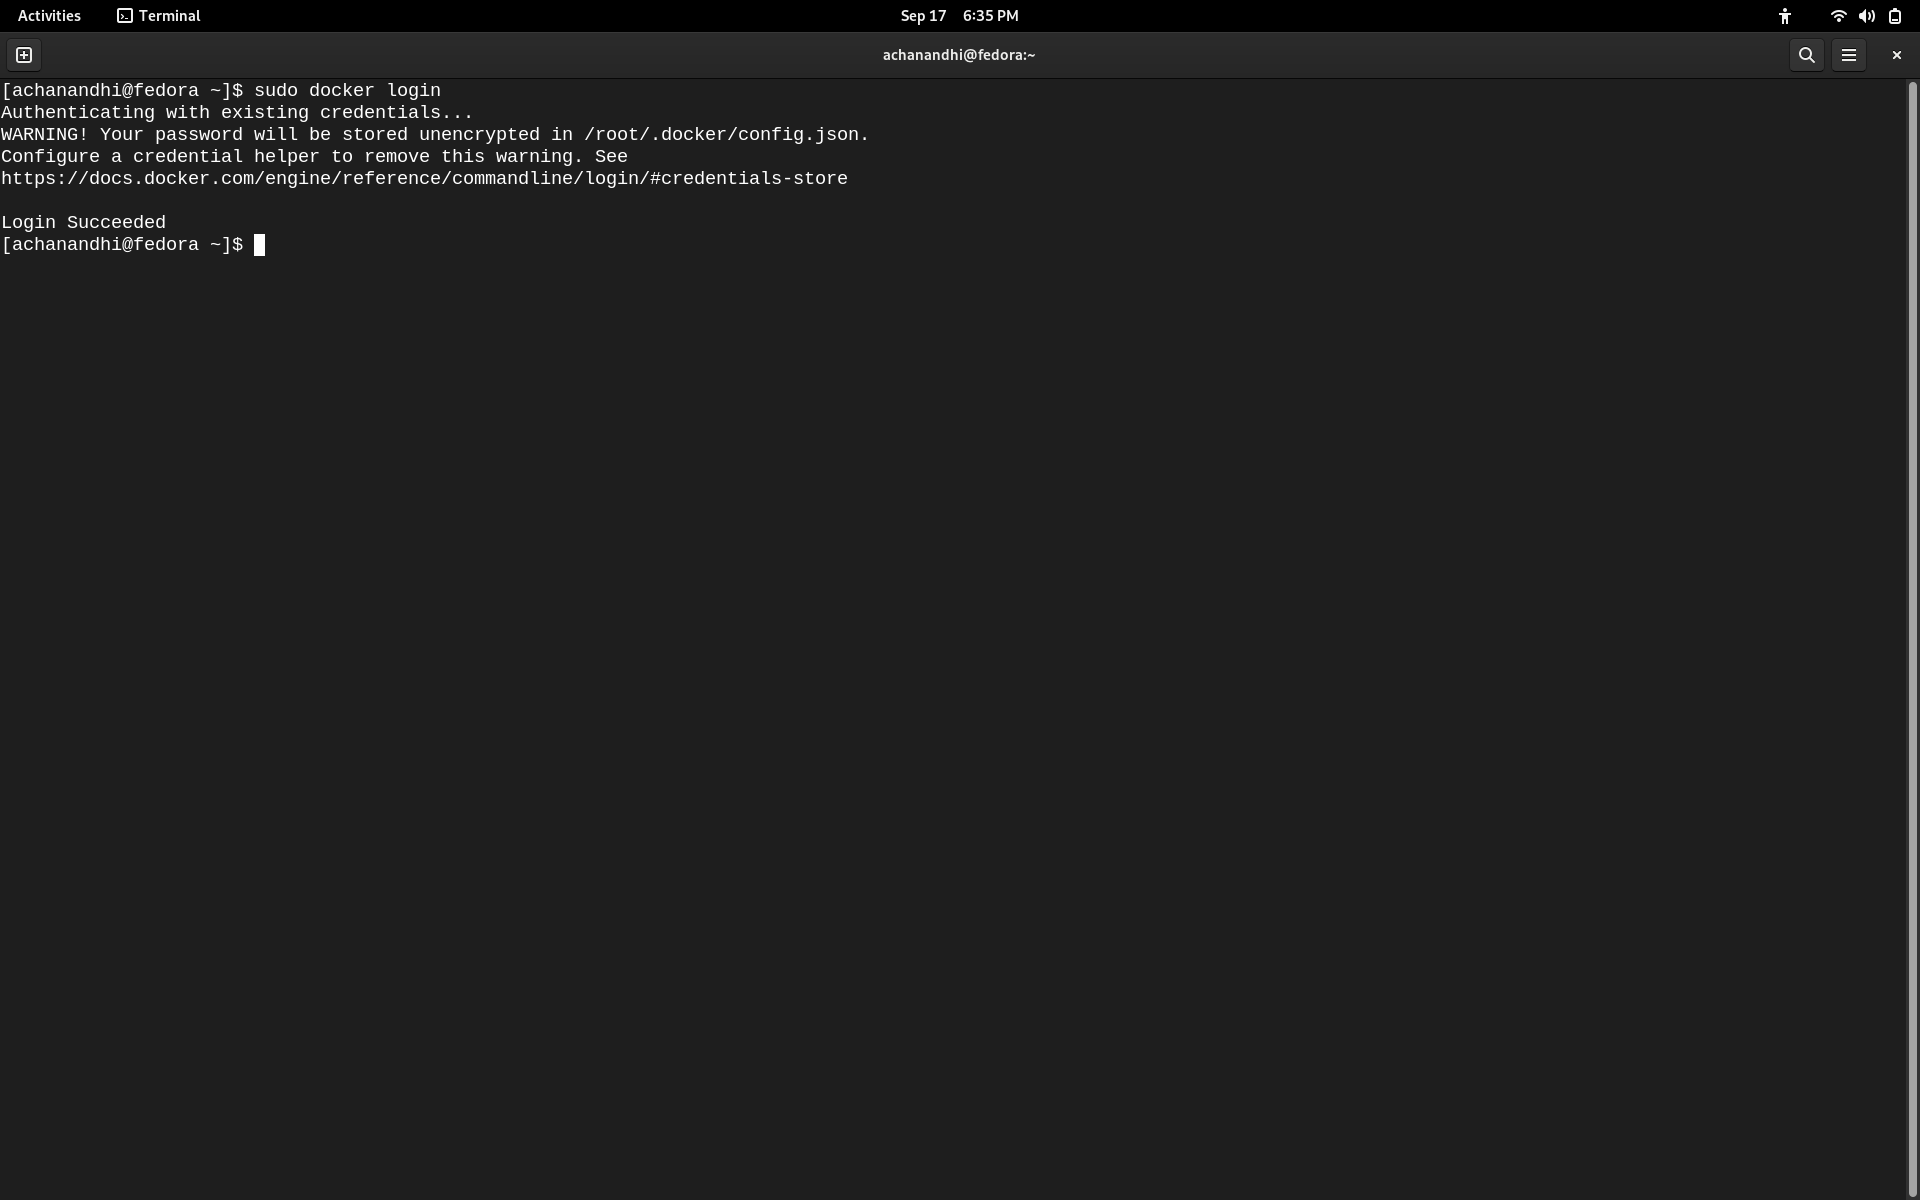 Activities Terminal Sep 17 6:35 PM
achanandhi@fedora:~
[achanandhi@fedora ~]$ sudo docker login
Authenticating with existing credentials...
WARNING! Your password will be stored unencrypted in /root/.docker/config.json.
Configure a credential helper to remove this warning. See
https://docs.docker.com/engine/reference/commandline/login/#credentials-store
Login Succeeded
[achanandhi@fedora ~]$